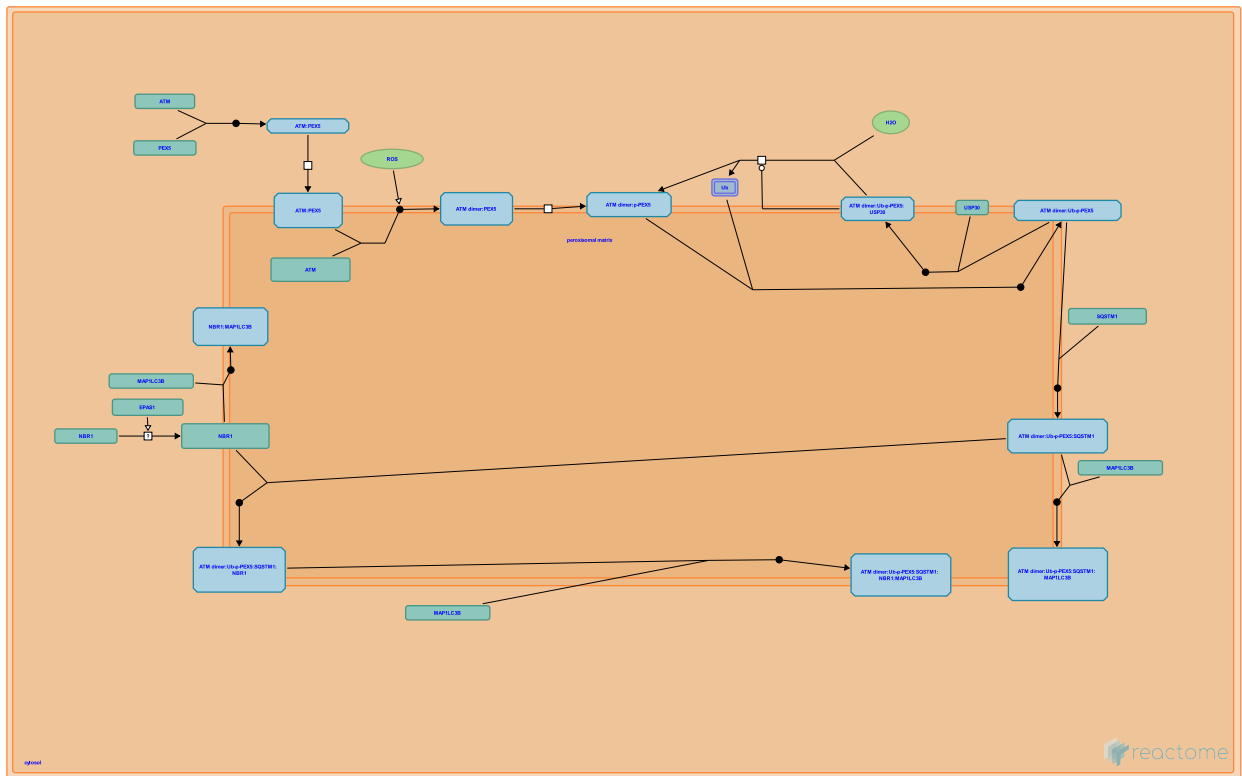 ATM
PEX5
ATM:PEX5
H2O
ROS
Ub
ATM:PEX5
ATM dimer:PEX5
ATM dimer:p-PEX5
ATM dimer:Ub-p-PEX5:
USP30
USP30
ATM dimer:Ub-p-PEX5
peroxisomal matrix
ATM
NBR1:MAP1LC3B
SQSTM1
MAP1LC3B
EPAS1
NBR1
?
NBR1
ATM dimer:Ub-p-PEX5:SQSTM1
MAP1LC3B
ATM dimer:Ub-p-PEX5:SQSTM1:
NBR1
ATM dimer:Ub-p-PEX5:SQSTM1:
NBR1:MAP1LC3B
ATM dimer:Ub-p-PEX5:SQSTM1:
MAP1LC3B
MAP1LC3B
reactome
cytosol